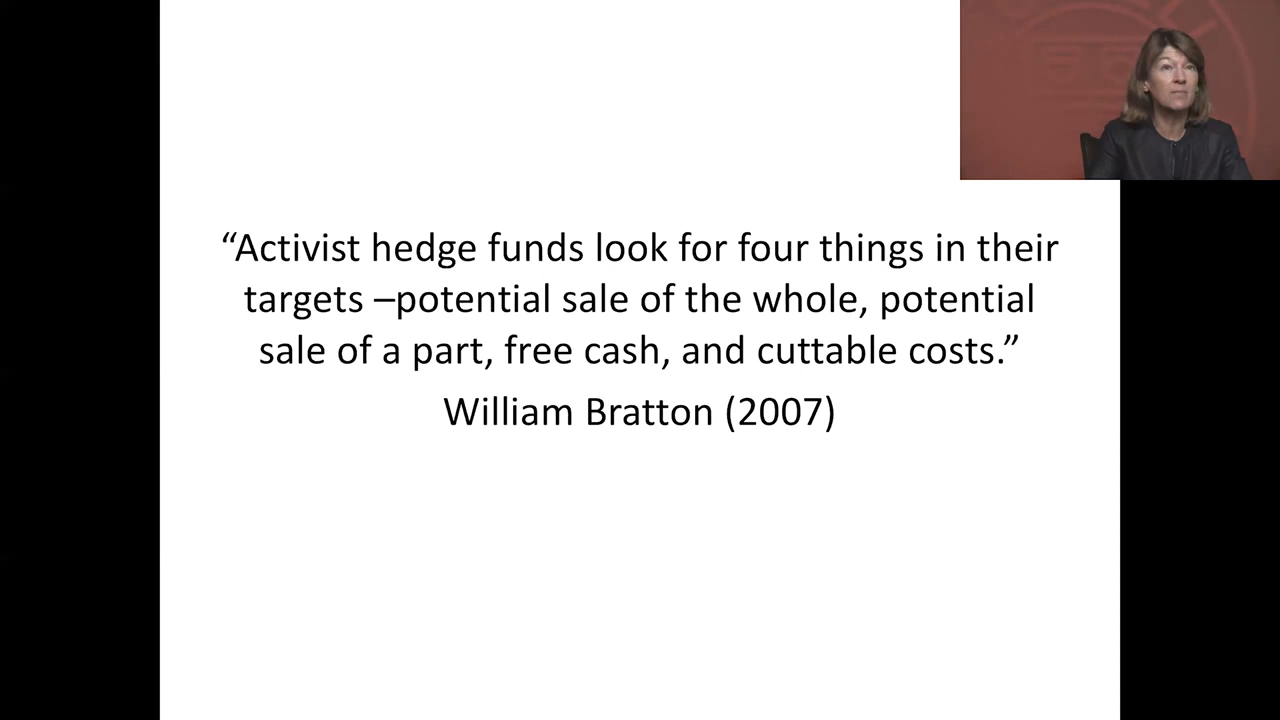 “Activist hedge funds look for four things in their
targets –potential sale of the whole, potential
sale of a part, free cash, and cuttable costs.”
William Bratton (2007)